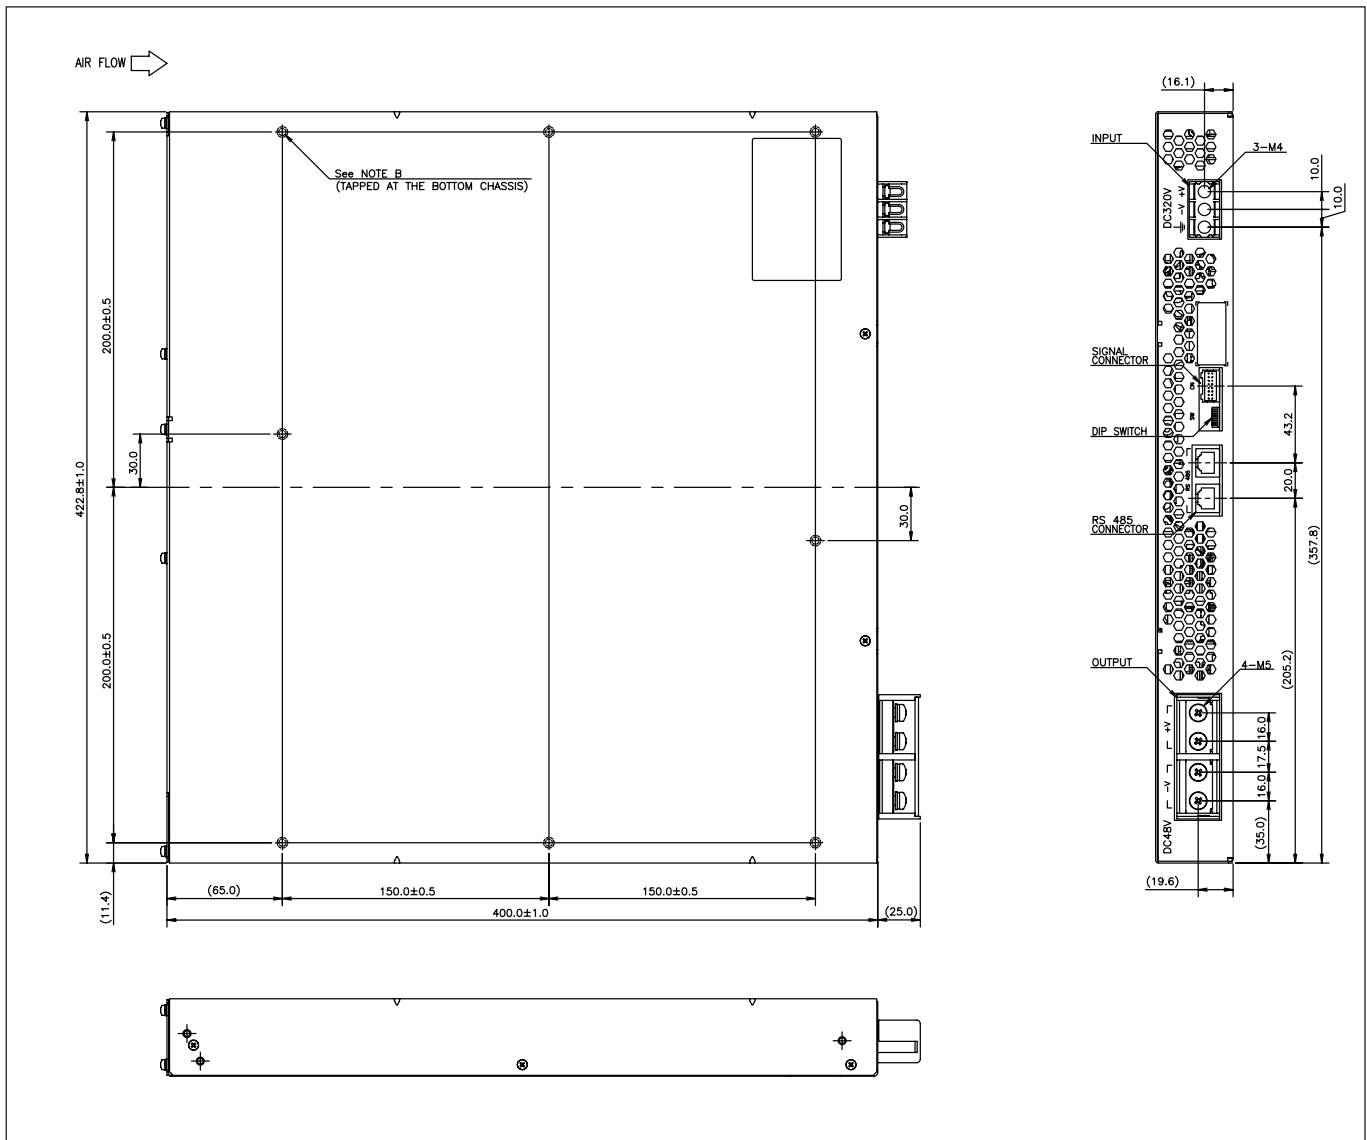 AIR FLOW
See NOTE B
(TAPPED AT THE BOTTOM CHASSIS)
422.8±1.0
200.0±0.5
30.0
200.0±0.5
(11.4)
30.0
(65.0)
150.0±0.5
150.0±0.5
400.0±1.0
(25.0)
(16.1)
INPUT
3-M4
10.0
10.0
DC320V
-V +V
SIGNAL
CONNECTOR
CN
SW
DIP SWITCH
43.2
RS 485
20.0
RS 485
CONNECTOR
(357.8)
(205.2)
OUTPUT
4-M5
+V
16.0
17.5
-V
16.0
DC48V
(35.0)
(19.6)